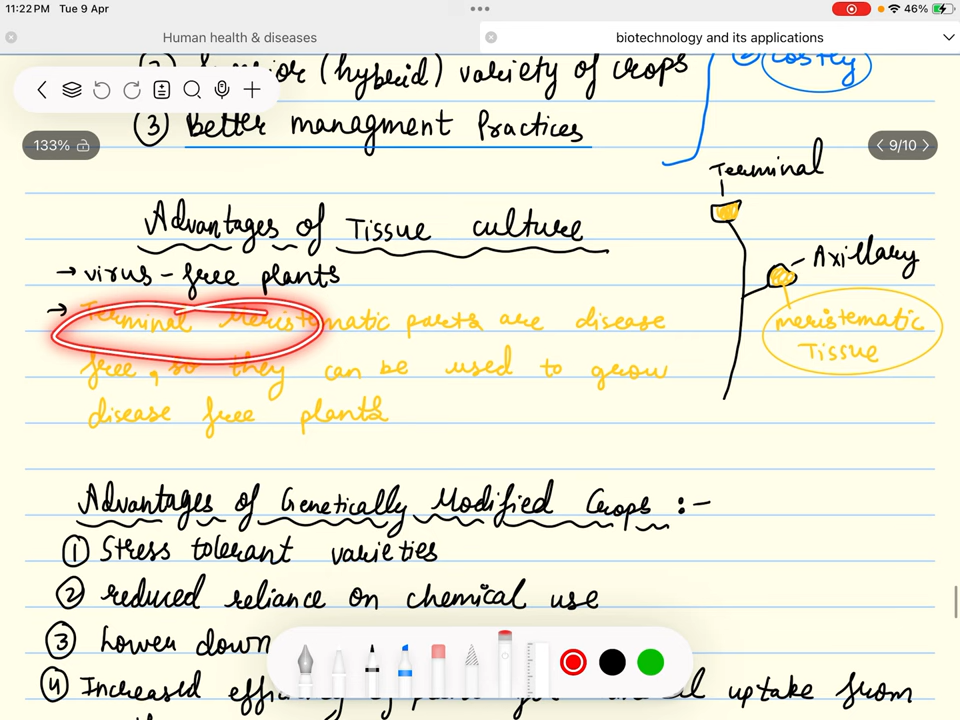 11:22 PM Tue 9 Apr
46%
Human health & diseases
biotechnology and its applications
(hybrid) variety of crops
② costly
133%
③ Better managment Practices
9/10
Terminal
Advantages of Tissue culture
Axillary
→ virus - free plants
→ Terminal Meristematic parts are disease
free, so they can be used to grow
disease free plants
meristematic
Tissue
Advantages of Genetically Modified Crops :-
① Stress tolerant varieties
② reduced reliance on chemical use
③ Lower down
④ Increased uptake from